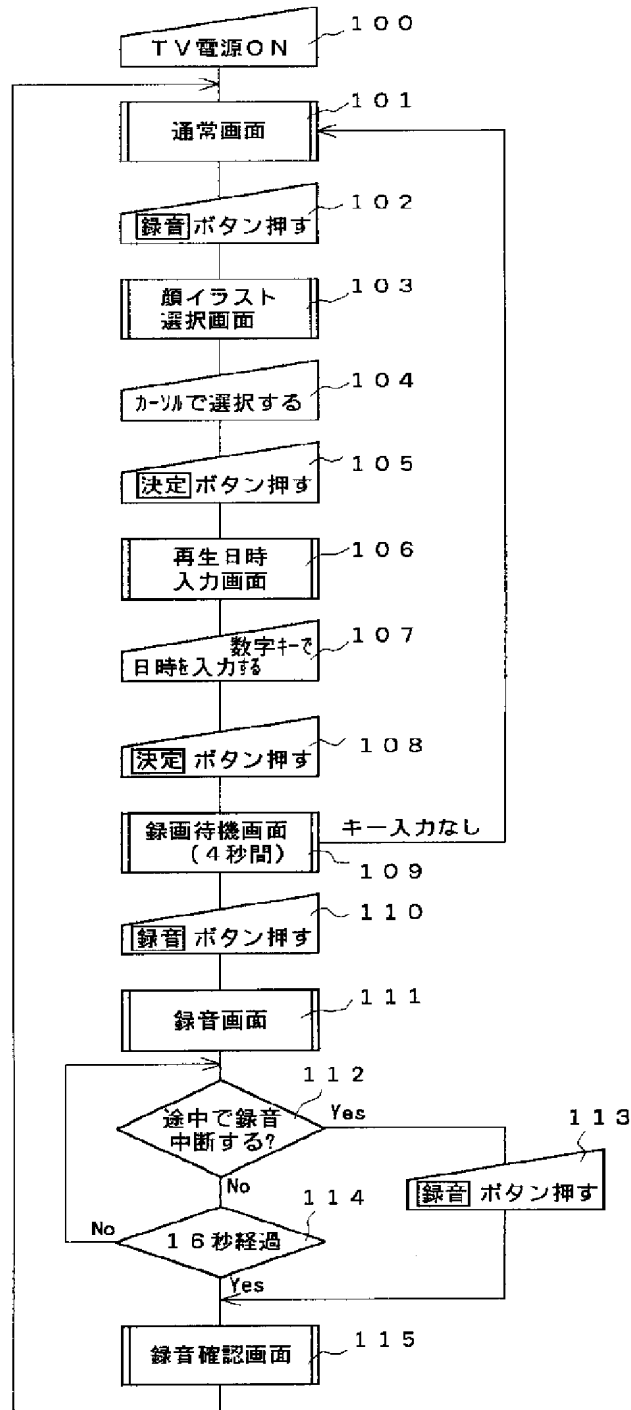 TV電源ON
100
通常画面
101
録音 ボタン押す
102
顔イラスト
選択画面
103
カーソルで選択する
104
決定 ボタン押す
105
再生日時
入力画面
106
数字キーで
日時を入力する
107
決定 ボタン押す
108
録画待機画面
(4秒間)
キー入力なし
109
録音 ボタン押す
110
録音画面
111
途中で録音
中断する?
112
Yes
113
録音 ボタン押す
No
114
No
16秒経過
Yes
録音確認画面
115